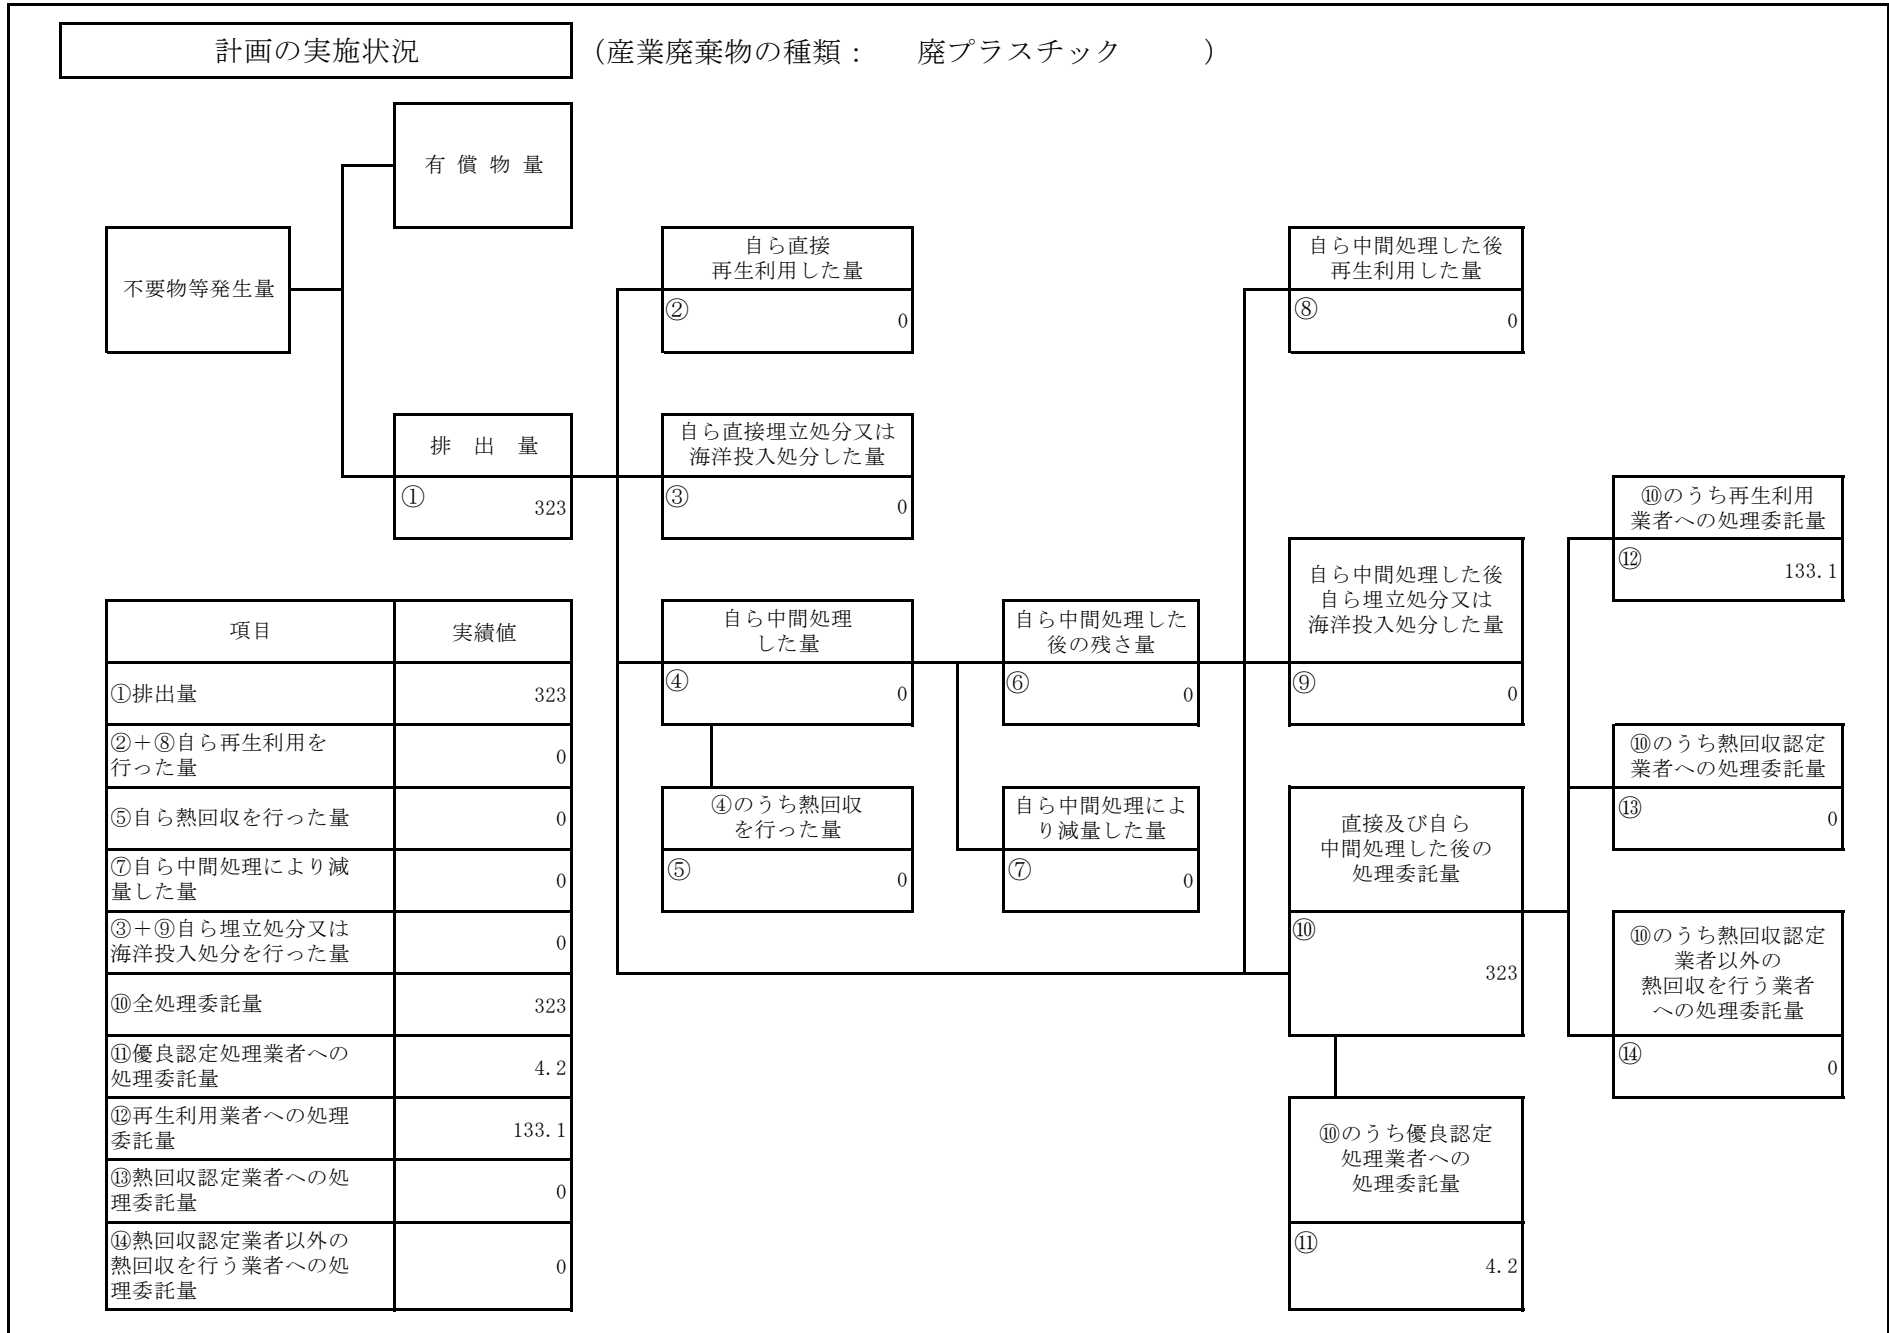 計画の実施状況
（産業廃棄物の種類： 廃プラスチック ）
有償物量
不要物等発生量
自ら直接
再生利用した量
②
0
自ら中間処理した後
再生利用した量
⑧
0
排出量
①
323
自ら直接埋立処分又は
海洋投入処分した量
③
0
⑩のうち再生利用
業者への処理委託量
⑫
133.1
自ら中間処理
した量
④
0
自ら中間処理した
後の残さ量
⑥
0
自ら中間処理した後
自ら埋立処分又は
海洋投入処分した量
⑨
0
⑩のうち熱回収認定
業者への処理委託量
⑬
0
④のうち熱回収
を行った量
⑤
0
自ら中間処理によ
り減量した量
⑦
0
直接及び自ら
中間処理した後の
処理委託量
⑩
323
⑩のうち熱回収認定
業者以外の
熱回収を行う業者
への処理委託量
⑭
0
⑩のうち優良認定
処理業者への
処理委託量
⑪
4.2
項目 実績値
①排出量 323
②＋⑧自ら再生利用を
行った量 0
⑤自ら熱回収を行った量 0
⑦自ら中間処理により減
量した量 0
③＋⑨自ら埋立処分又は
海洋投入処分を行った量 0
⑩全処理委託量 323
⑪優良認定処理業者への
処理委託量 4.2
⑫再生利用業者への処理
委託量 133.1
⑬熱回収認定業者への処
理委託量 0
⑭熱回収認定業者以外の
熱回収を行う業者への処
理委託量 0